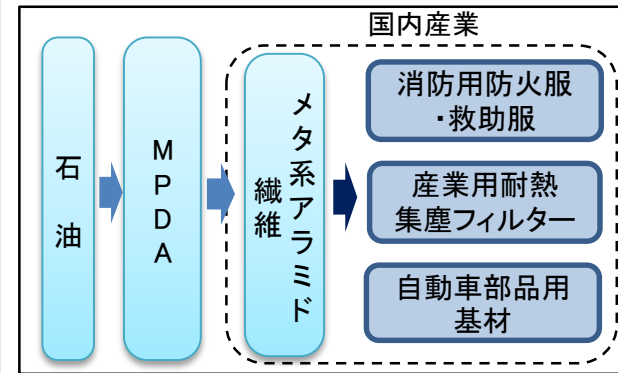 国内産業
石油
MPDA
メタ系アラミド
繊維
消防用防火服
・救助服
産業用耐熱
集塵フィルター
自動車部品用
基材